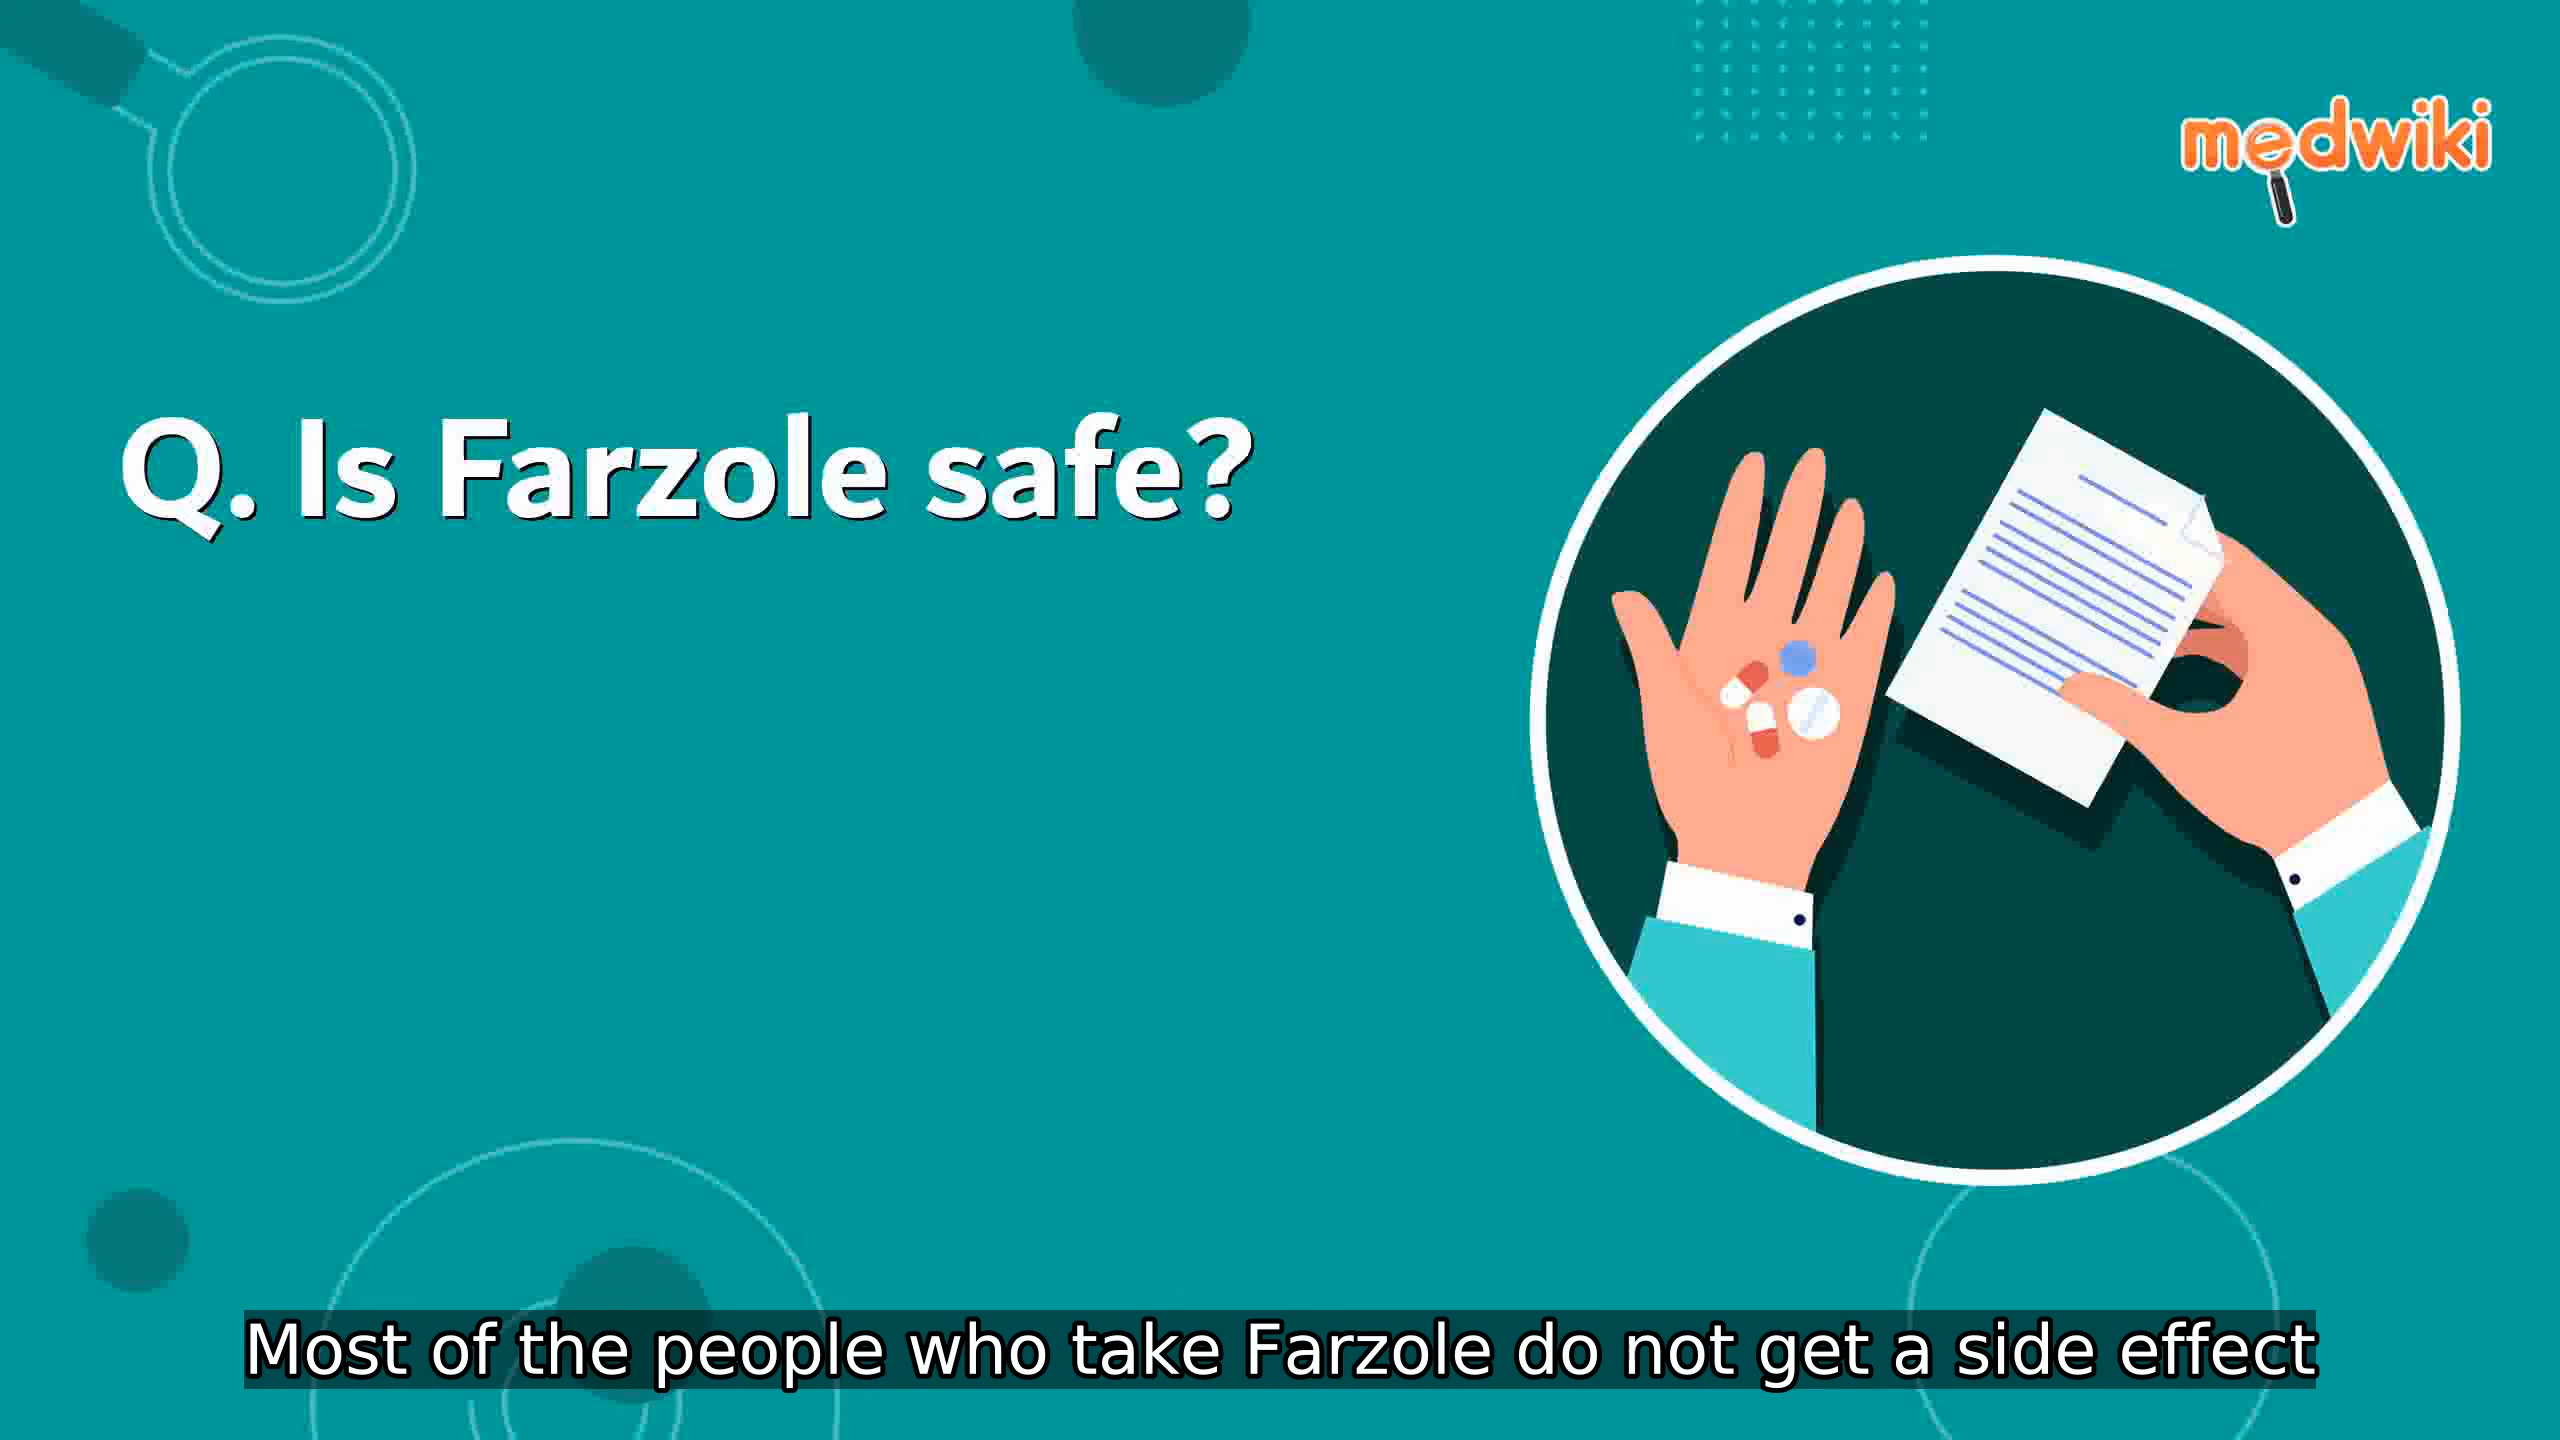 medwiki
Q. Is Farzole safe?
Most of the people who take Farzole do not get a side effect